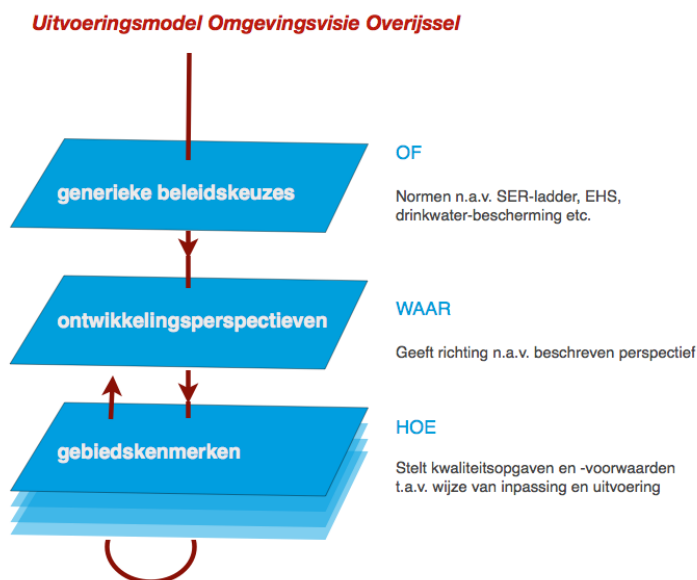 Uitvoeringsmodel Omgevingsvisie Overijssel
generieke beleidskeuzes
OF
Normen n.a.v. SER-ladder, EHS,
drinkwater-bescherming etc.
ontwikkelingsperspectieven
WAAR
Geeft richting n.a.v. beschreven perspectief
gebiedskenmerken
HOE
Stelt kwaliteitsopgaven en -voorwaarden
t.a.v. wijze van inpassing en uitvoering